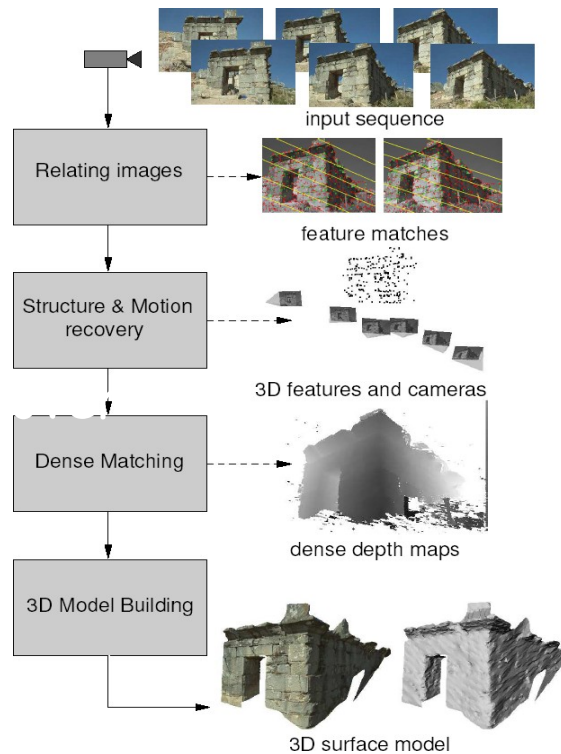 input sequence
Relating images
feature matches
Structure & Motion
recovery
3D features and cameras
Dense Matching
dense depth maps
3D Model Building
3D surface model